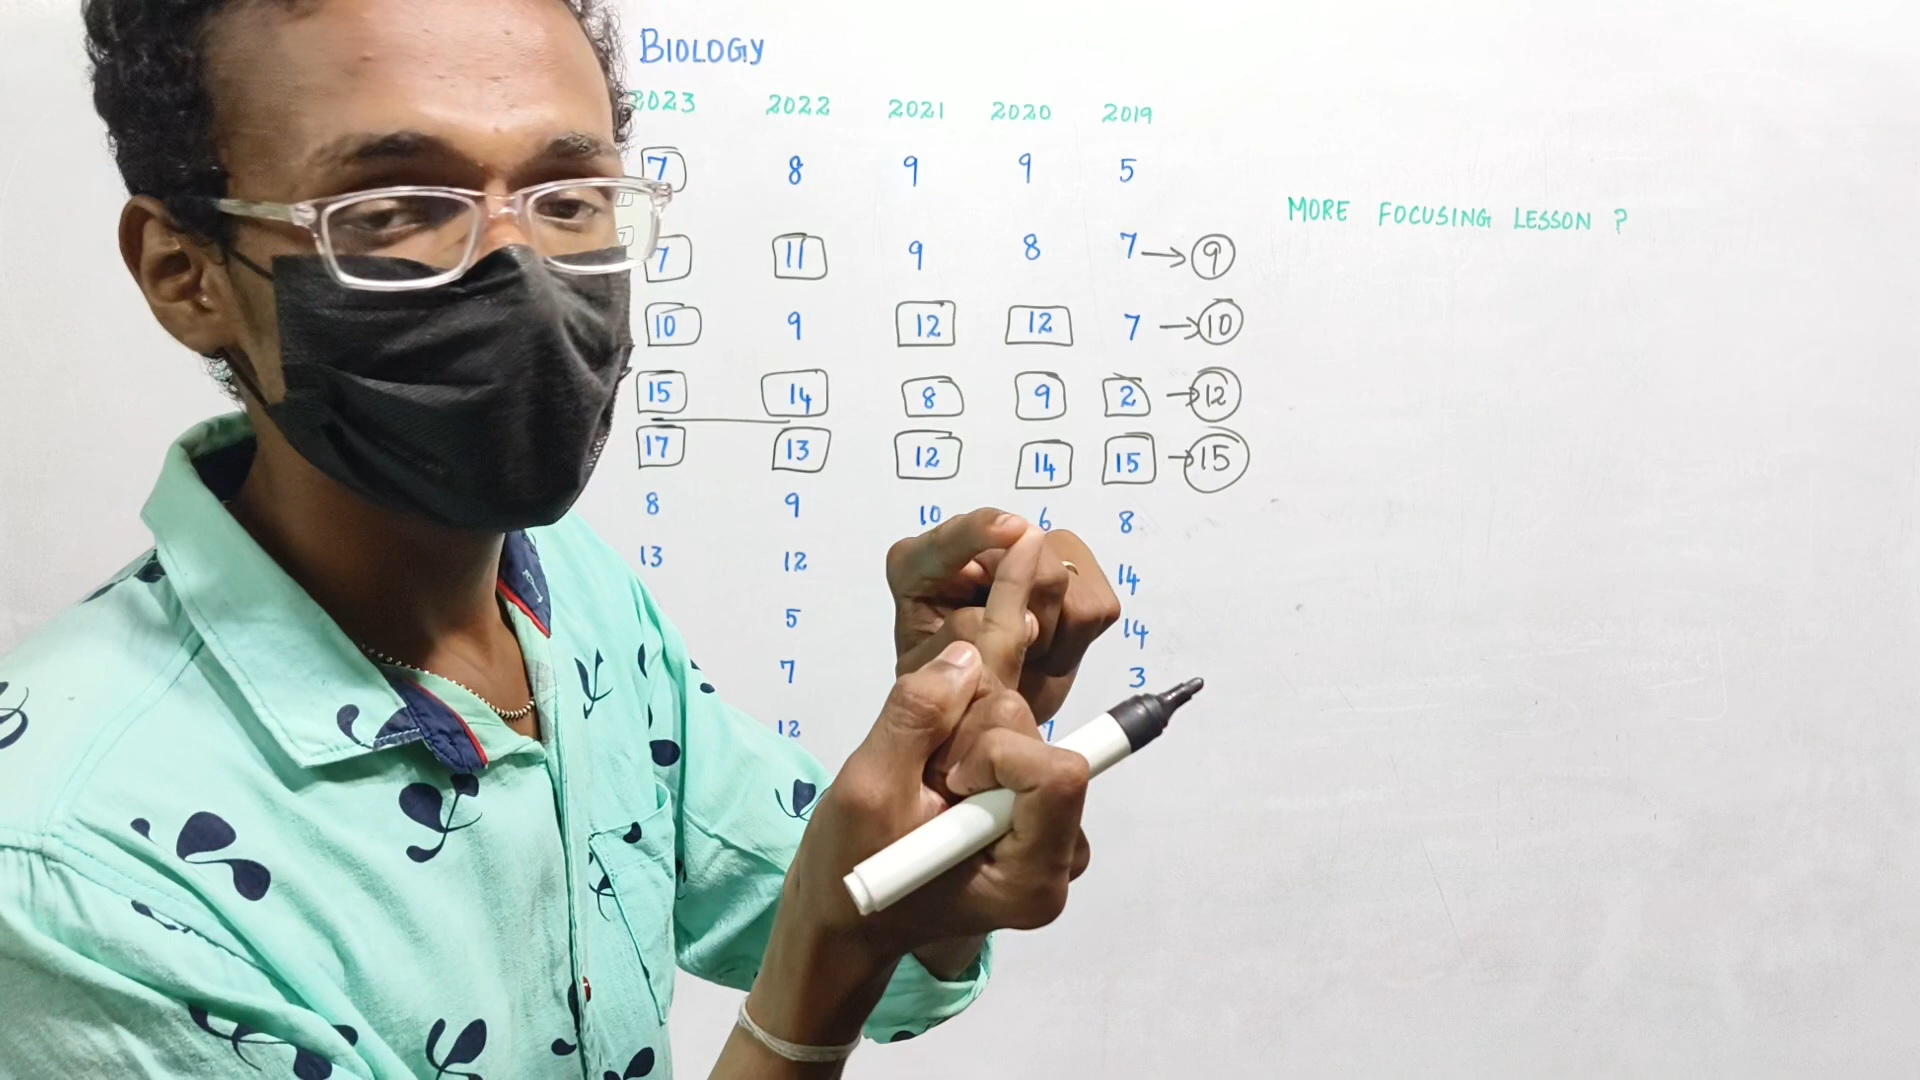 BIOLOGY
2023 2022 2021 2020 2019
7 8 9 9 5
MORE FOCUSING LESSON ?
7 11 9 8 7 → 9
10 9 12 12 7 → 10
15 14 8 9 2 → 12
17 13 12 14 15 → 15
8 9 10 6 8
13 12 14
5 14
7 3
12 7